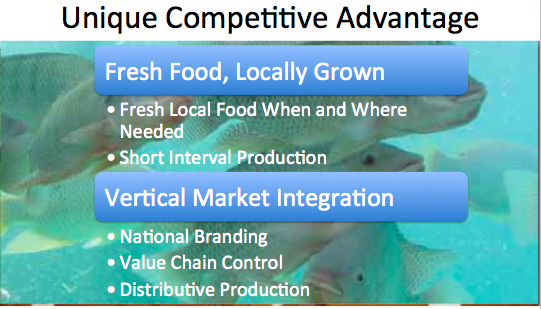 Unique Competitive Advantage
Fresh Food, Locally Grown
• Fresh Local Food When and Where
Needed
• Short Interval Production
Vertical Market Integration
• National Branding
• Value Chain Control
• Distributive Production